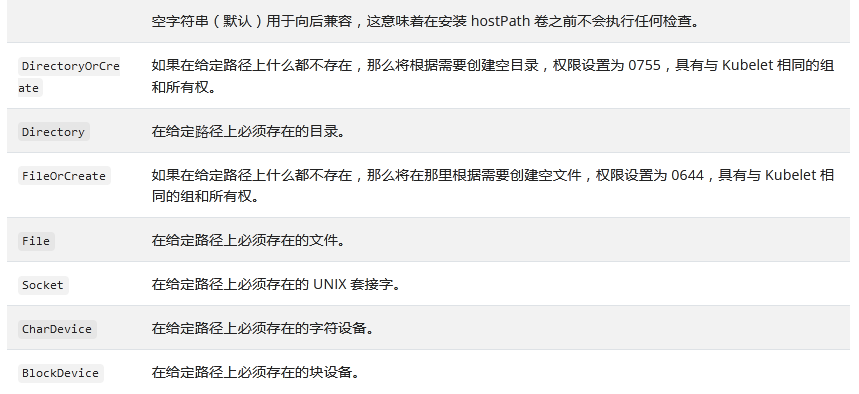 空字符串（默认）用于向后兼容，这意味着在安装 hostPath 卷之前不会执行任何检查。
DirectoryOrCre
ate
如果在给定路径上什么都不存在，那么将根据需要创建空目录，权限设置为 0755，具有与 Kubelet 相同的组
和所有权。
Directory
在给定路径上必须存在的目录。
FileOrCreate
如果在给定路径上什么都不存在，那么将在那里根据需要创建空文件，权限设置为 0644，具有与 Kubelet 相
同的组和所有权。
File
在给定路径上必须存在的文件。
Socket
在给定路径上必须存在的 UNIX 套接字。
CharDevice
在给定路径上必须存在的字符设备。
BlockDevice
在给定路径上必须存在的块设备。